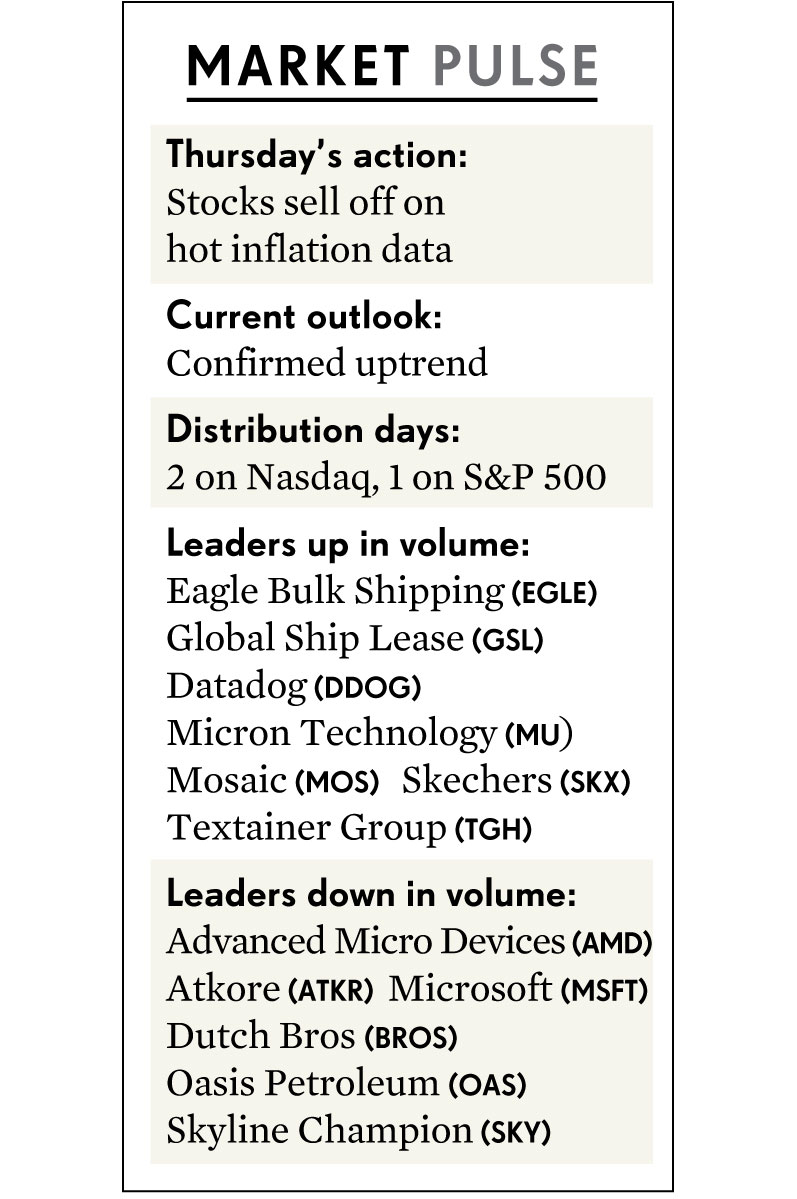 MARKET PULSE
Thursday’s action:
Stocks sell off on
hot inflation data
Current outlook:
Confirmed uptrend
Distribution days:
2 on Nasdaq, 1 on S&P 500
Leaders up in volume:
Eagle Bulk Shipping (EGLE)
Global Ship Lease (GSL)
Datadog (DDOG)
Micron Technology (MU)
Mosaic (MOS) Skechers (SKX)
Textainer Group (TGH)
Leaders down in volume:
Advanced Micro Devices (AMD)
Atkore (ATKR) Microsoft (MSFT)
Dutch Bros (BROS)
Oasis Petroleum (OAS)
Skyline Champion (SKY)